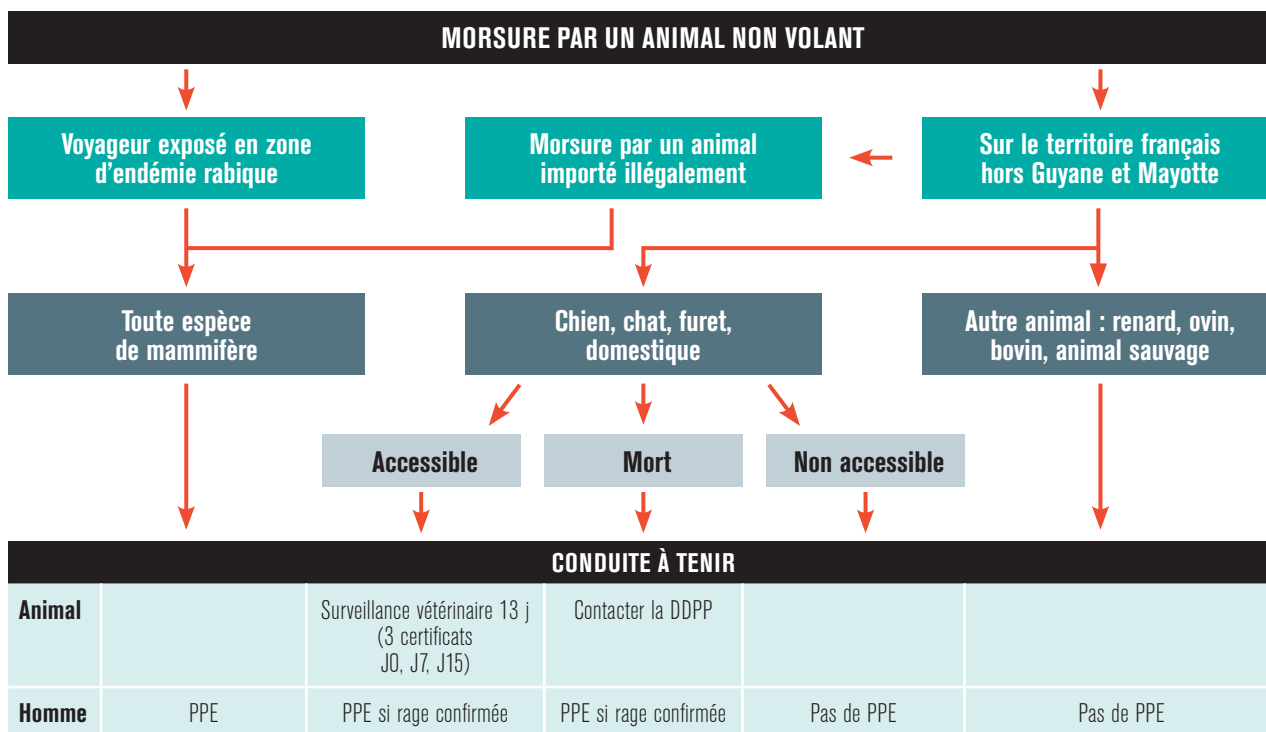 MORSURE PAR UN ANIMAL NON VOLANT
Voyageur exposé en zone
d'endémie rabique
Morsure par un animal
importé illégalement
Sur le territoire français
hors Guyane et Mayotte
Toute espèce
de mammifère
Chien, chat, furet,
domestique
Autre animal : renard, ovin,
bovin, animal sauvage
Accessible
Mort
Non accessible
CONDUITE À TENIR
Animal
Surveillance vétérinaire 13 j
(3 certificats
J0, J7, J15)
Contacter la DDPP
Homme
PPE
PPE si rage confirmée
PPE si rage confirmée
Pas de PPE
Pas de PPE